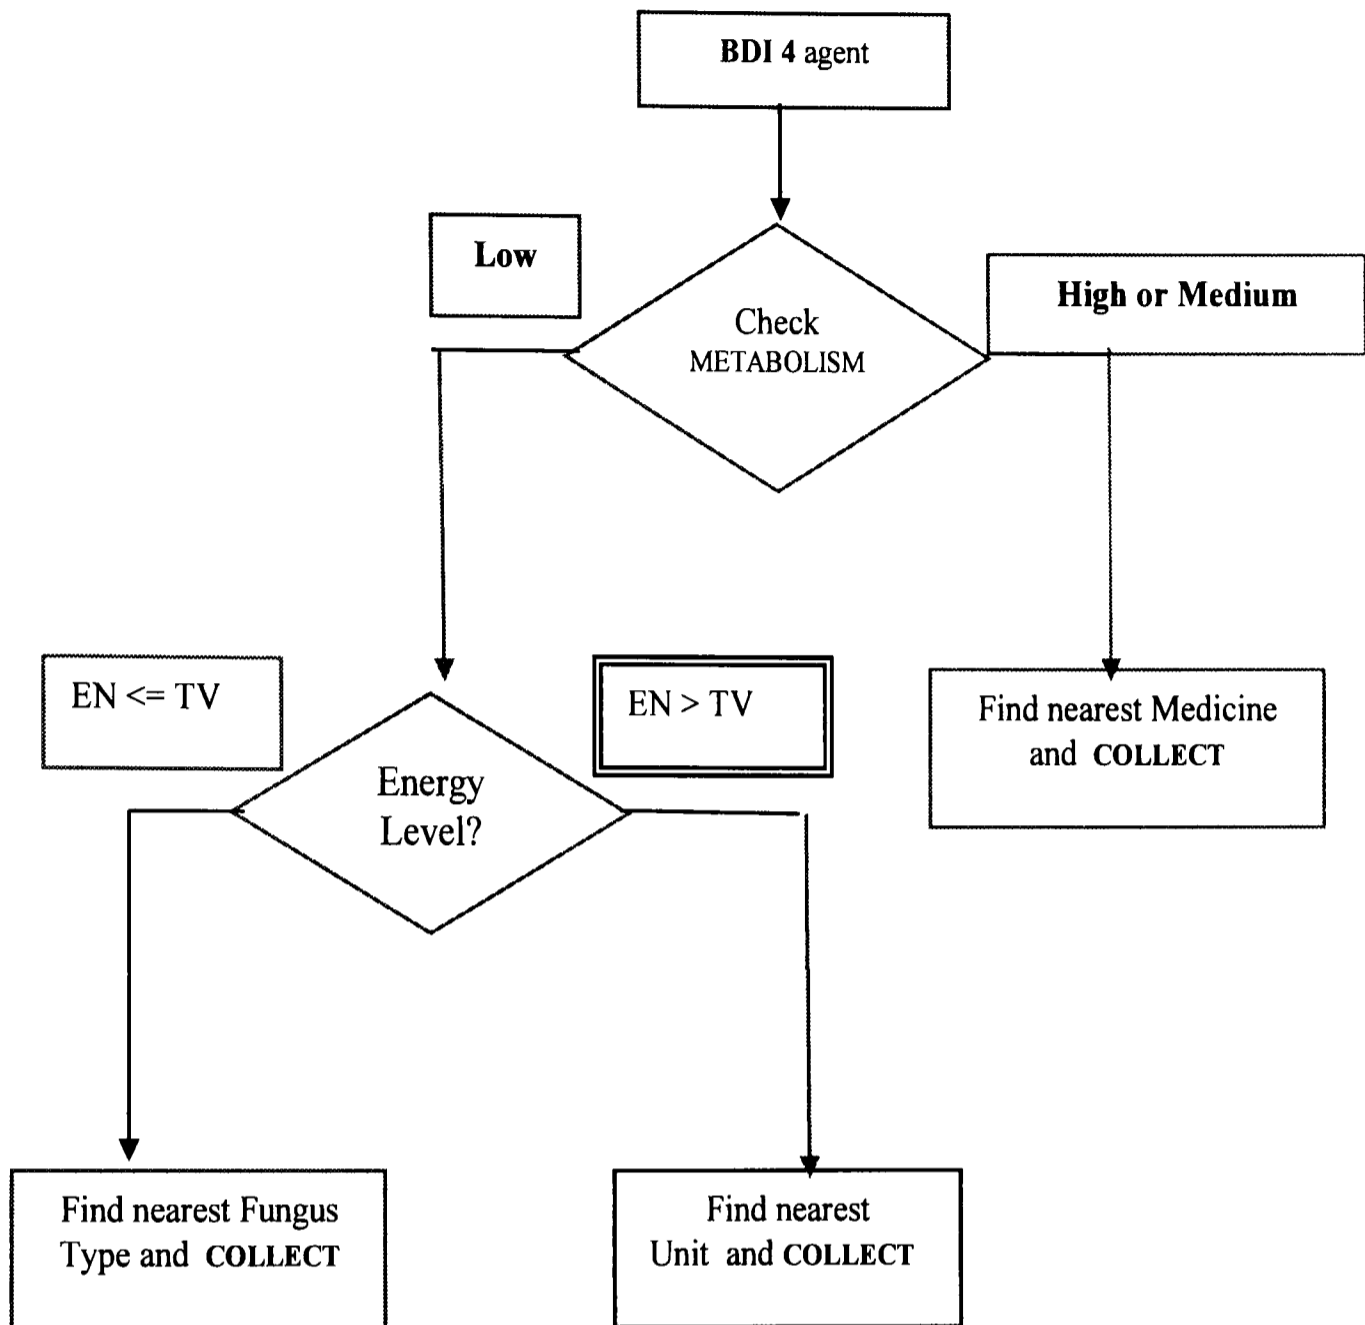 BDI 4 agent
Low
High or Medium
Check
METABOLISM
EN <= TV
EN > TV
Find nearest Medicine
and COLLECT
Energy
Level?
Find nearest Fungus
Type and COLLECT
Find nearest
Unit and COLLECT